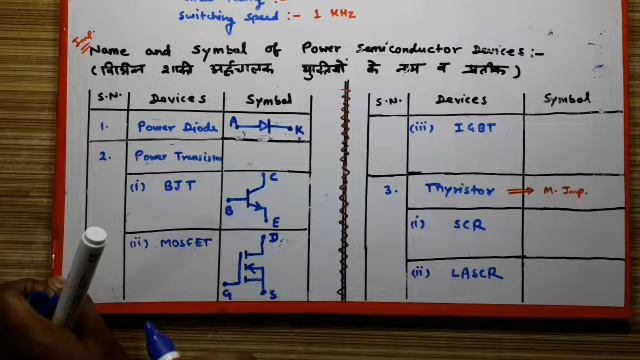 Switching Speed :- 1 KHz
Imp.
Name and Symbol of Power Semiconductor Devices:-
(विभिन्न शक्ति अर्द्धचालक युक्तियों के नाम व प्रतीक)
S.N. Devices Symbol
1. Power Diode A K
2. Power Transistor
(i) BJT C B E
(ii) MOSFET D G S
S.N. Devices Symbol
(iii) IGBT
3. Thyristor ⇒ M. Imp.
(i) SCR
(ii) LASCR